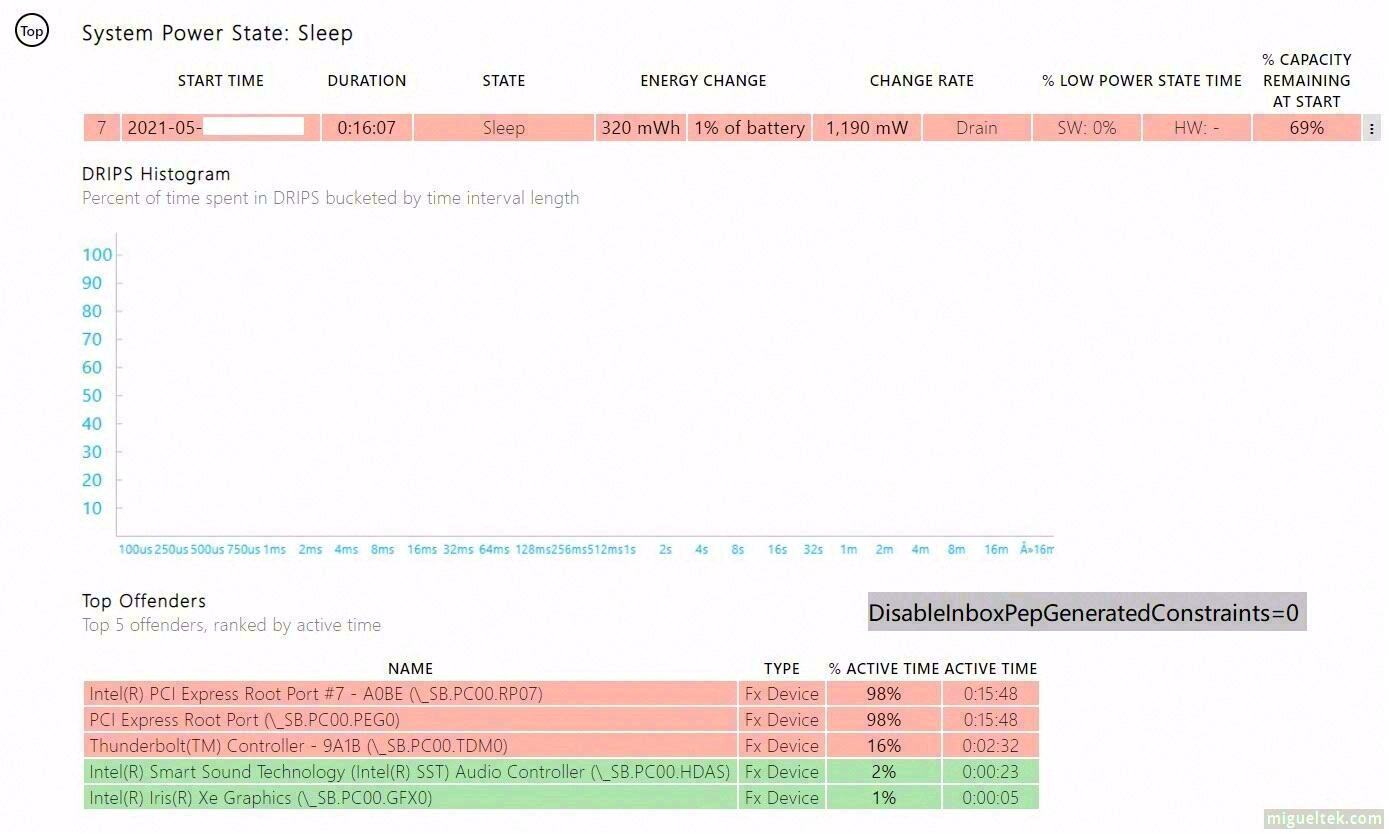 Top
System Power State: Sleep
START TIME DURATION STATE ENERGY CHANGE CHANGE RATE % LOW POWER STATE TIME % CAPACITY REMAINING AT START
7 2021-05- 0:16:07 Sleep 320 mWh 1% of battery 1,190 mW Drain SW: 0% HW: - 69%
DRIPS Histogram
Percent of time spent in DRIPS bucketed by time interval length
100
90
80
70
60
50
40
30
20
10
100us 250us 500us 750us 1ms 2ms 4ms 8ms 16ms 32ms 64ms 128ms 256ms 512ms 1s 2s 4s 8s 16s 32s 1m 2m 4m 8m 16m Â»16m
Top Offenders
Top 5 offenders, ranked by active time
DisableInboxPepGeneratedConstraints=0
NAME TYPE % ACTIVE TIME ACTIVE TIME
Intel(R) PCI Express Root Port #7 - A0BE (\_SB.PC00.RP07) Fx Device 98% 0:15:48
PCI Express Root Port (\_SB.PC00.PEG0) Fx Device 98% 0:15:48
Thunderbolt(TM) Controller - 9A1B (\_SB.PC00.TDM0) Fx Device 16% 0:02:32
Intel(R) Smart Sound Technology (Intel(R) SST) Audio Controller (\_SB.PC00.HDAS) Fx Device 2% 0:00:23
Intel(R) Iris(R) Xe Graphics (\_SB.PC00.GFX0) Fx Device 1% 0:00:05
migueltek.com